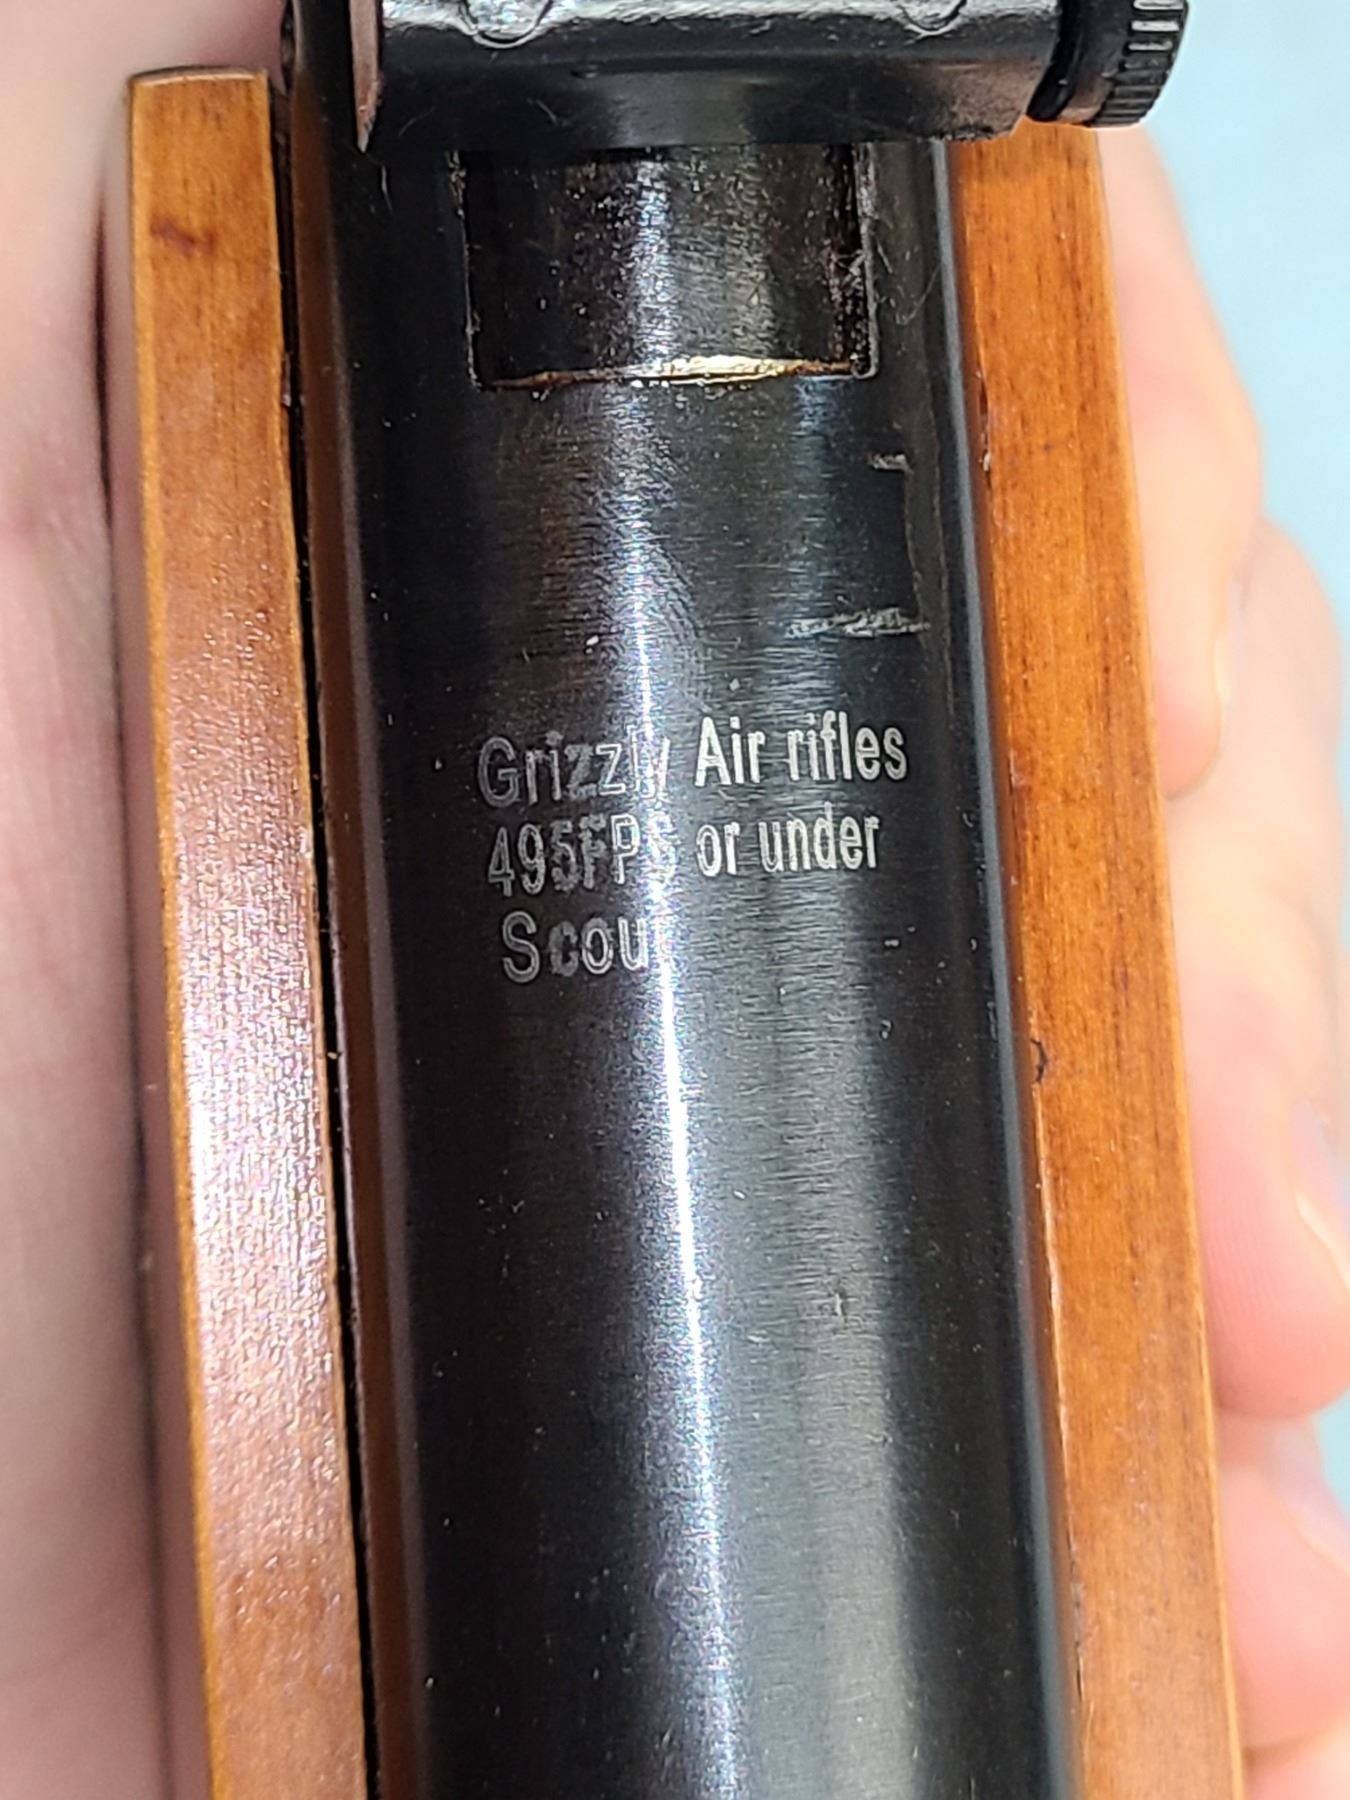 Grizzly Air rifles
495FPS or under
Scout